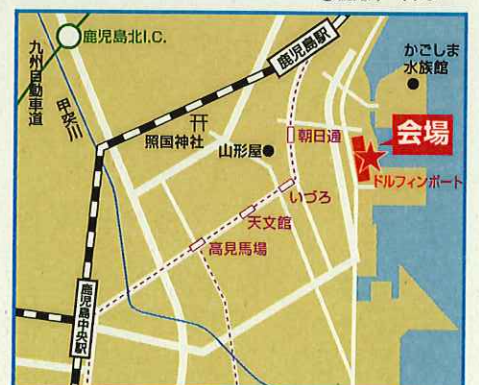 鹿児島北I.C.
九州自動車道
甲突川
鹿児島駅
かごしま
水族館
照国神社
山形屋
朝日通
会場
ドルフィンポート
いづろ
天文館
高見馬場
鹿児島中央駅